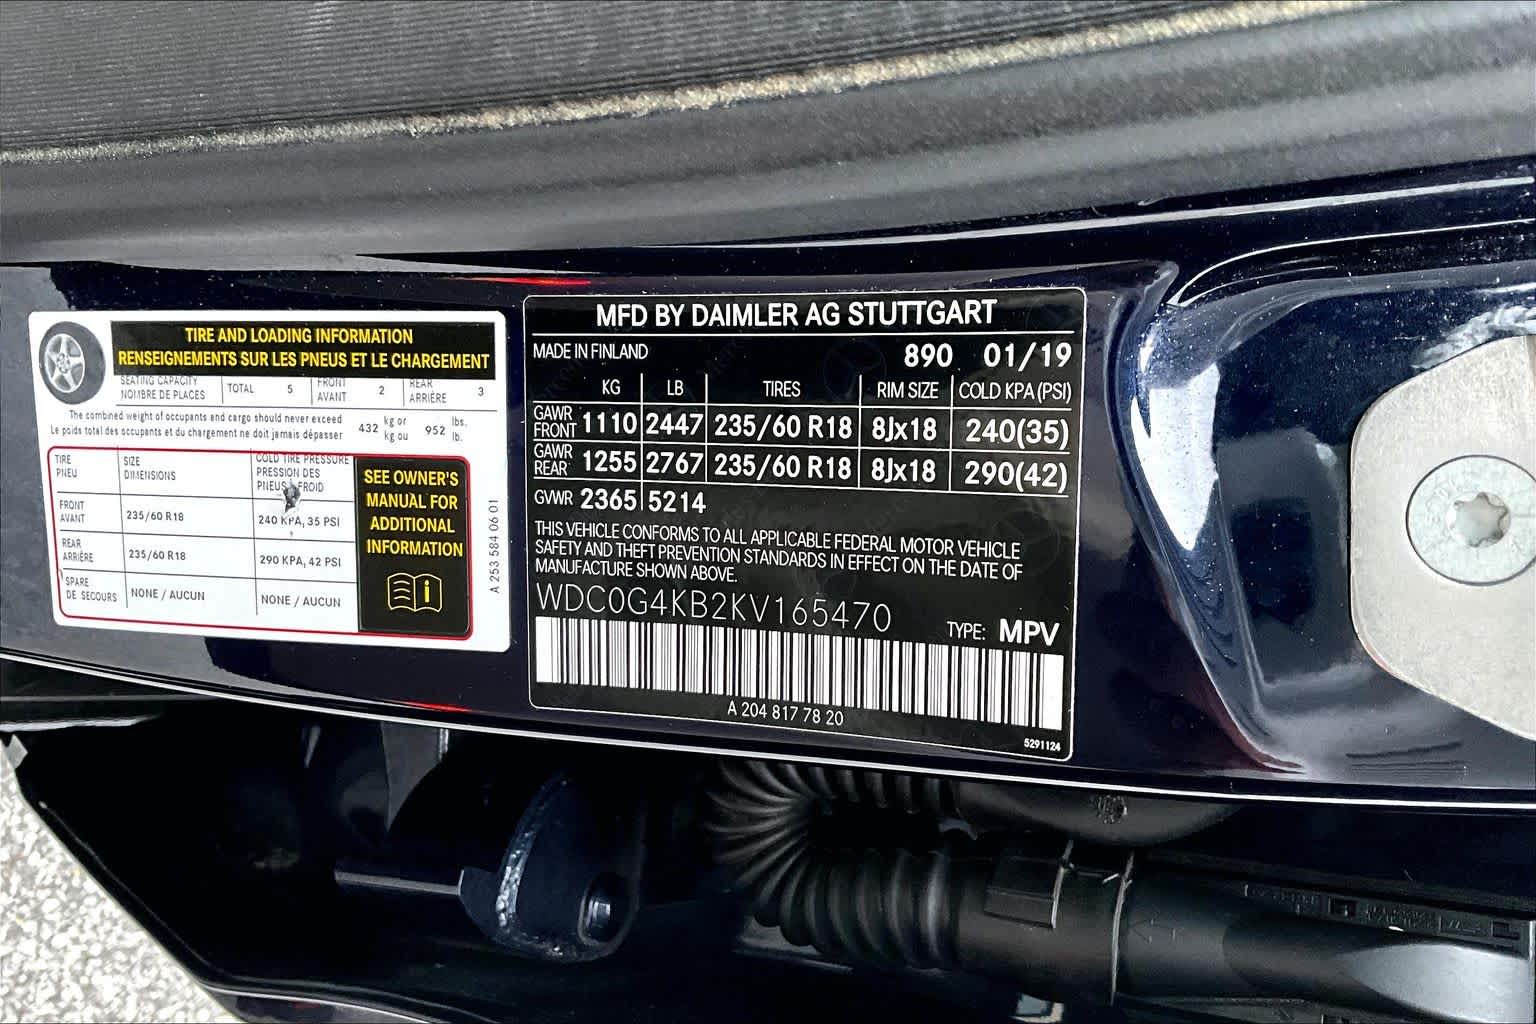 TIRE AND LOADING INFORMATION
RENSEIGNEMENTS SUR LES PNEUS ET LE CHARGEMENT
SEATING CAPACITY
NOMBRE DE PLACES
TOTAL 5
FRONT
AVANT 2
REAR
ARRIÈRE 3
The combined weight of occupants and cargo should never exceed
Le poids total des occupants et du chargement ne doit jamais dépasser
432 kg or
kg ou
952 lbs.
lb.
TIRE
PNEU
SIZE
DIMENSIONS
COLD TIRE PRESSURE
PRESSION DES
PNEUS FROID
FRONT
AVANT
235/60 R18
240 KPA, 35 PSI
REAR
ARRIÈRE
235/60 R18
290 KPA, 42 PSI
SPARE
DE SECOURS
NONE / AUCUN
NONE / AUCUN
SEE OWNER'S
MANUAL FOR
ADDITIONAL
INFORMATION
A 253 584 06 01
MFD BY DAIMLER AG STUTTGART
MADE IN FINLAND 890 01/19
KG LB TIRES RIM SIZE COLD KPA (PSI)
GAWR
FRONT 1110 2447 235/60 R18 8Jx18 240(35)
GAWR
REAR 1255 2767 235/60 R18 8Jx18 290(42)
GVWR 2365 5214
THIS VEHICLE CONFORMS TO ALL APPLICABLE FEDERAL MOTOR VEHICLE
SAFETY AND THEFT PREVENTION STANDARDS IN EFFECT ON THE DATE OF
MANUFACTURE SHOWN ABOVE.
WDC0G4KB2KV165470
TYPE: MPV
A 204 817 78 20
5291124